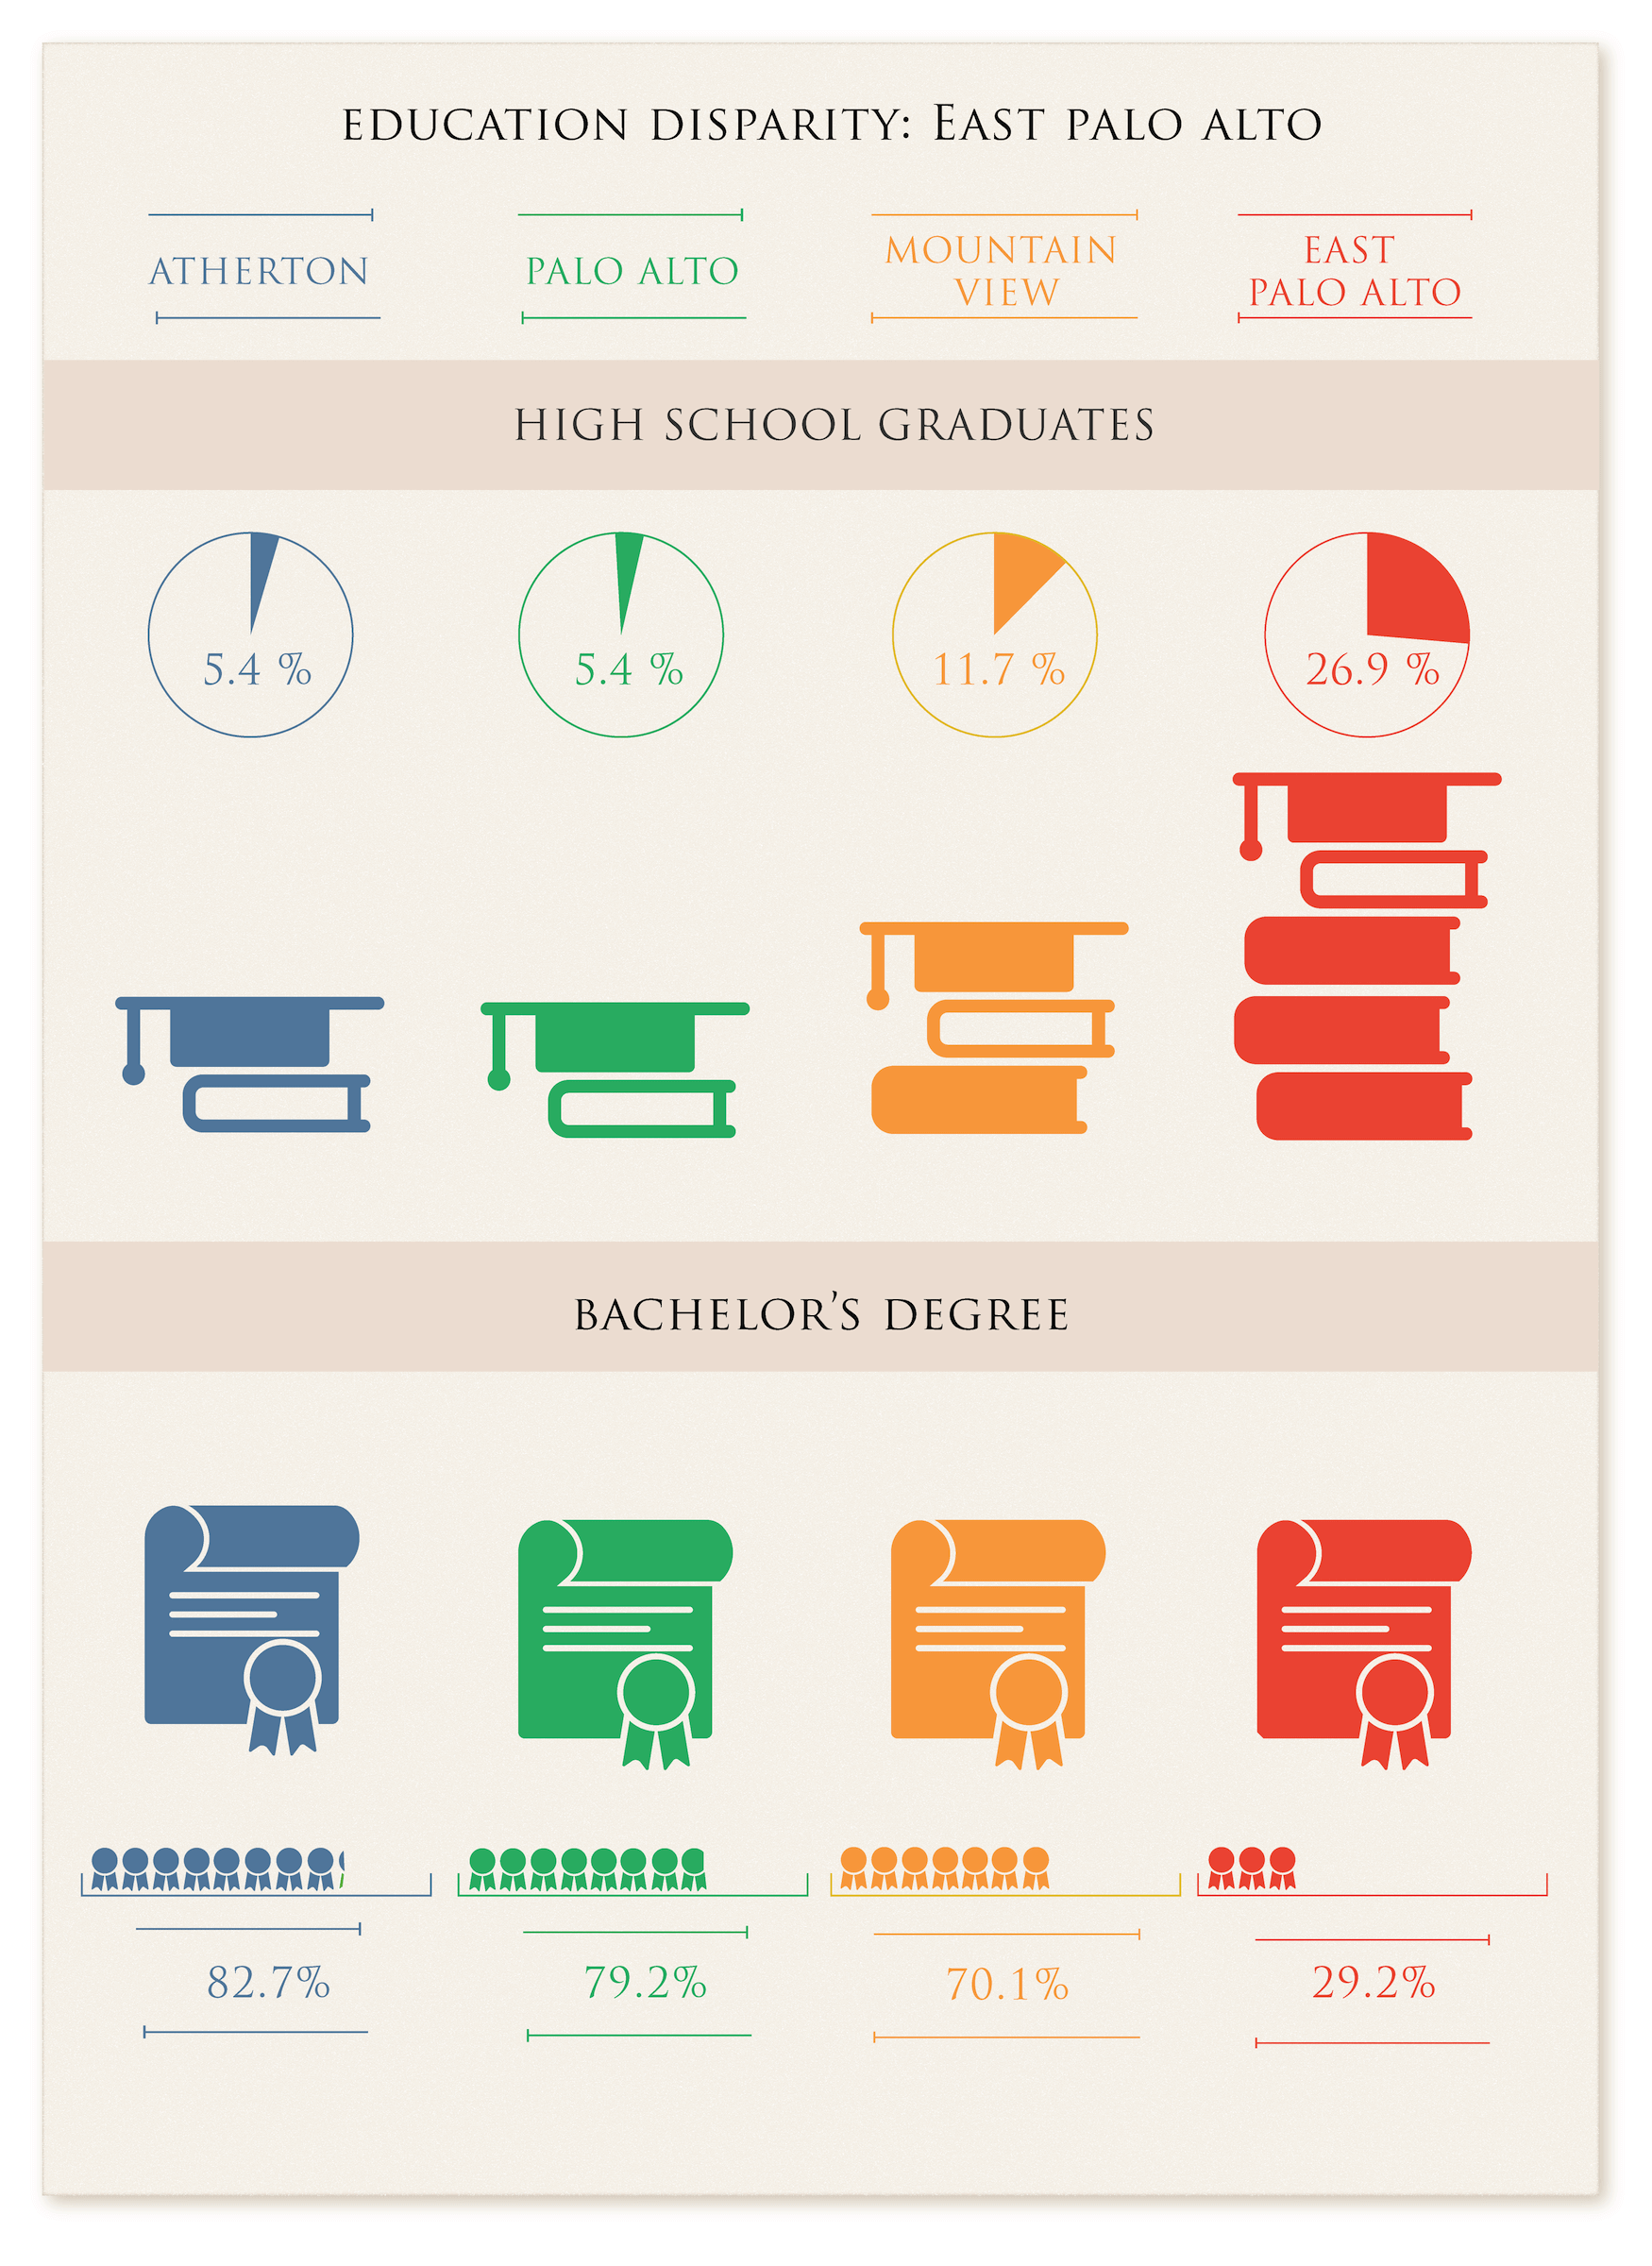 EDUCATION DISPARITY: EAST PALO ALTO
ATHERTON
PALO ALTO
MOUNTAIN
VIEW
EAST
PALO ALTO
HIGH SCHOOL GRADUATES
5.4 %
5.4 %
11.7 %
26.9 %
BACHELOR’S DEGREE
82.7%
79.2%
70.1%
29.2%